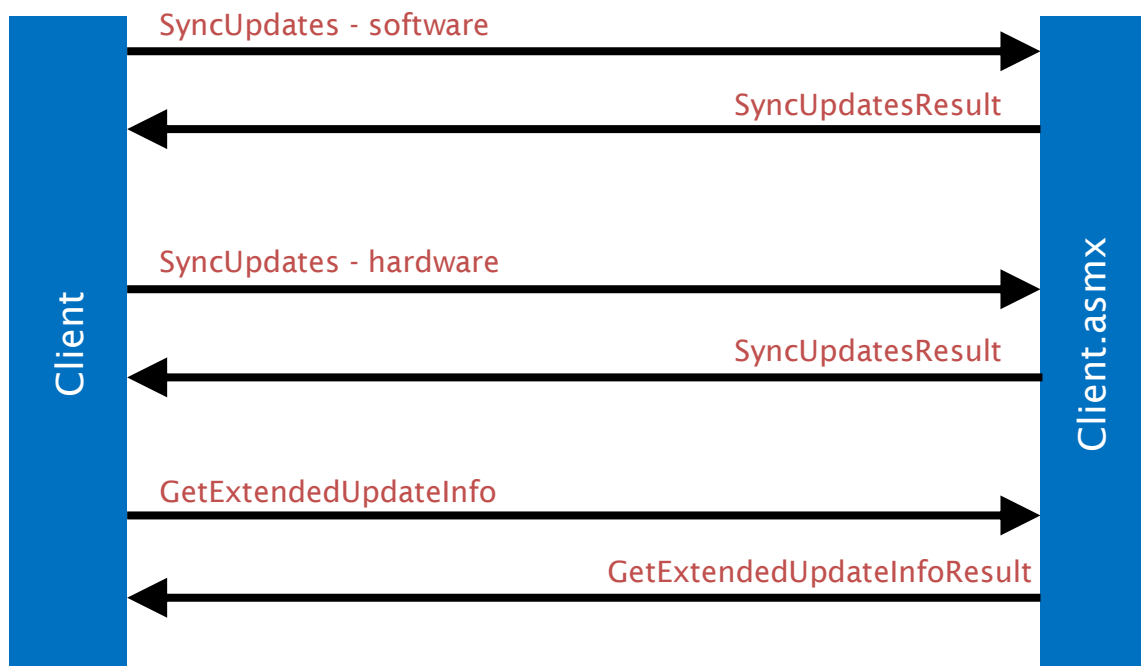 SyncUpdates - software
SyncUpdatesResult
SyncUpdates - hardware
Client
Client.asmx
SyncUpdatesResult
GetExtendedUpdateInfo
GetExtendedUpdateInfoResult